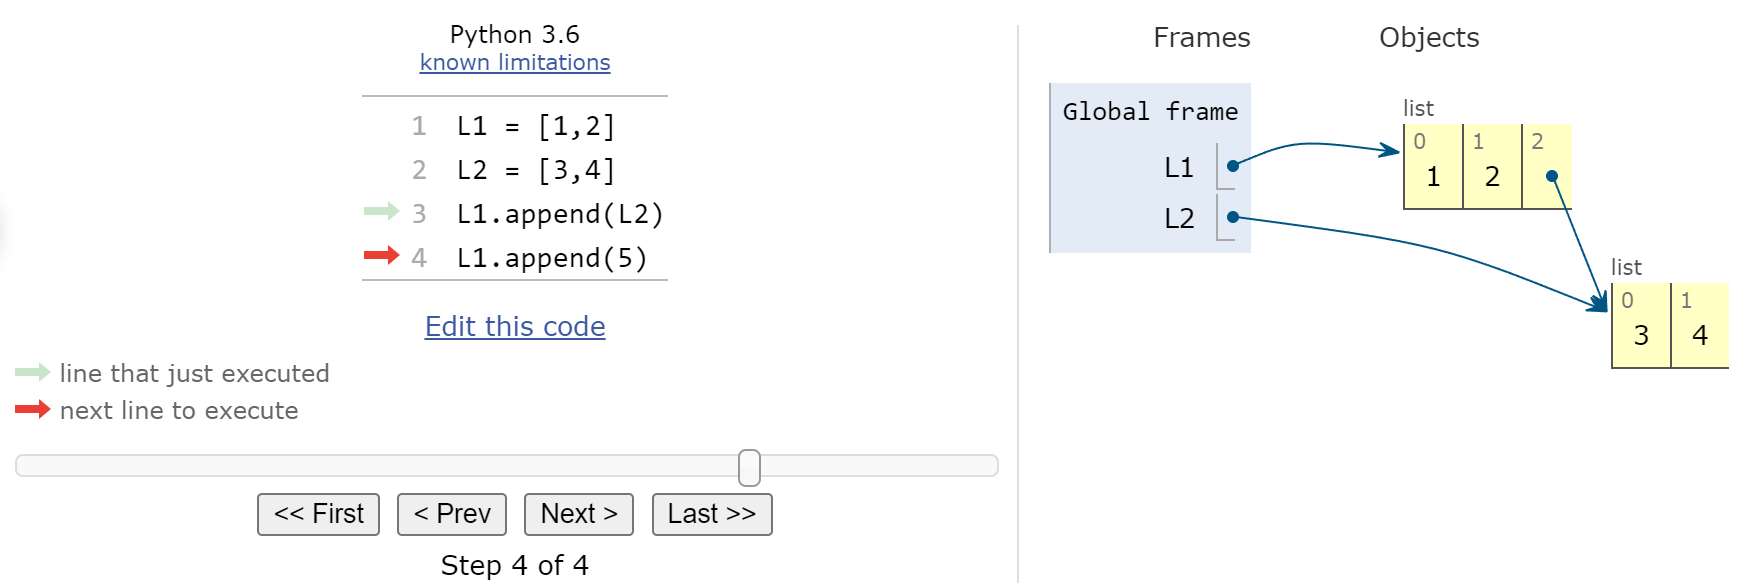 Python 3.6
known limitations
1 L1 = [1,2]
2 L2 = [3,4]
3 L1.append(L2)
4 L1.append(5)
Edit this code
line that just executed
next line to execute
<< First < Prev Next > Last >>
Step 4 of 4
Frames Objects
Global frame
L1
L2
list
0 1 2
1 2
list
0 1
3 4